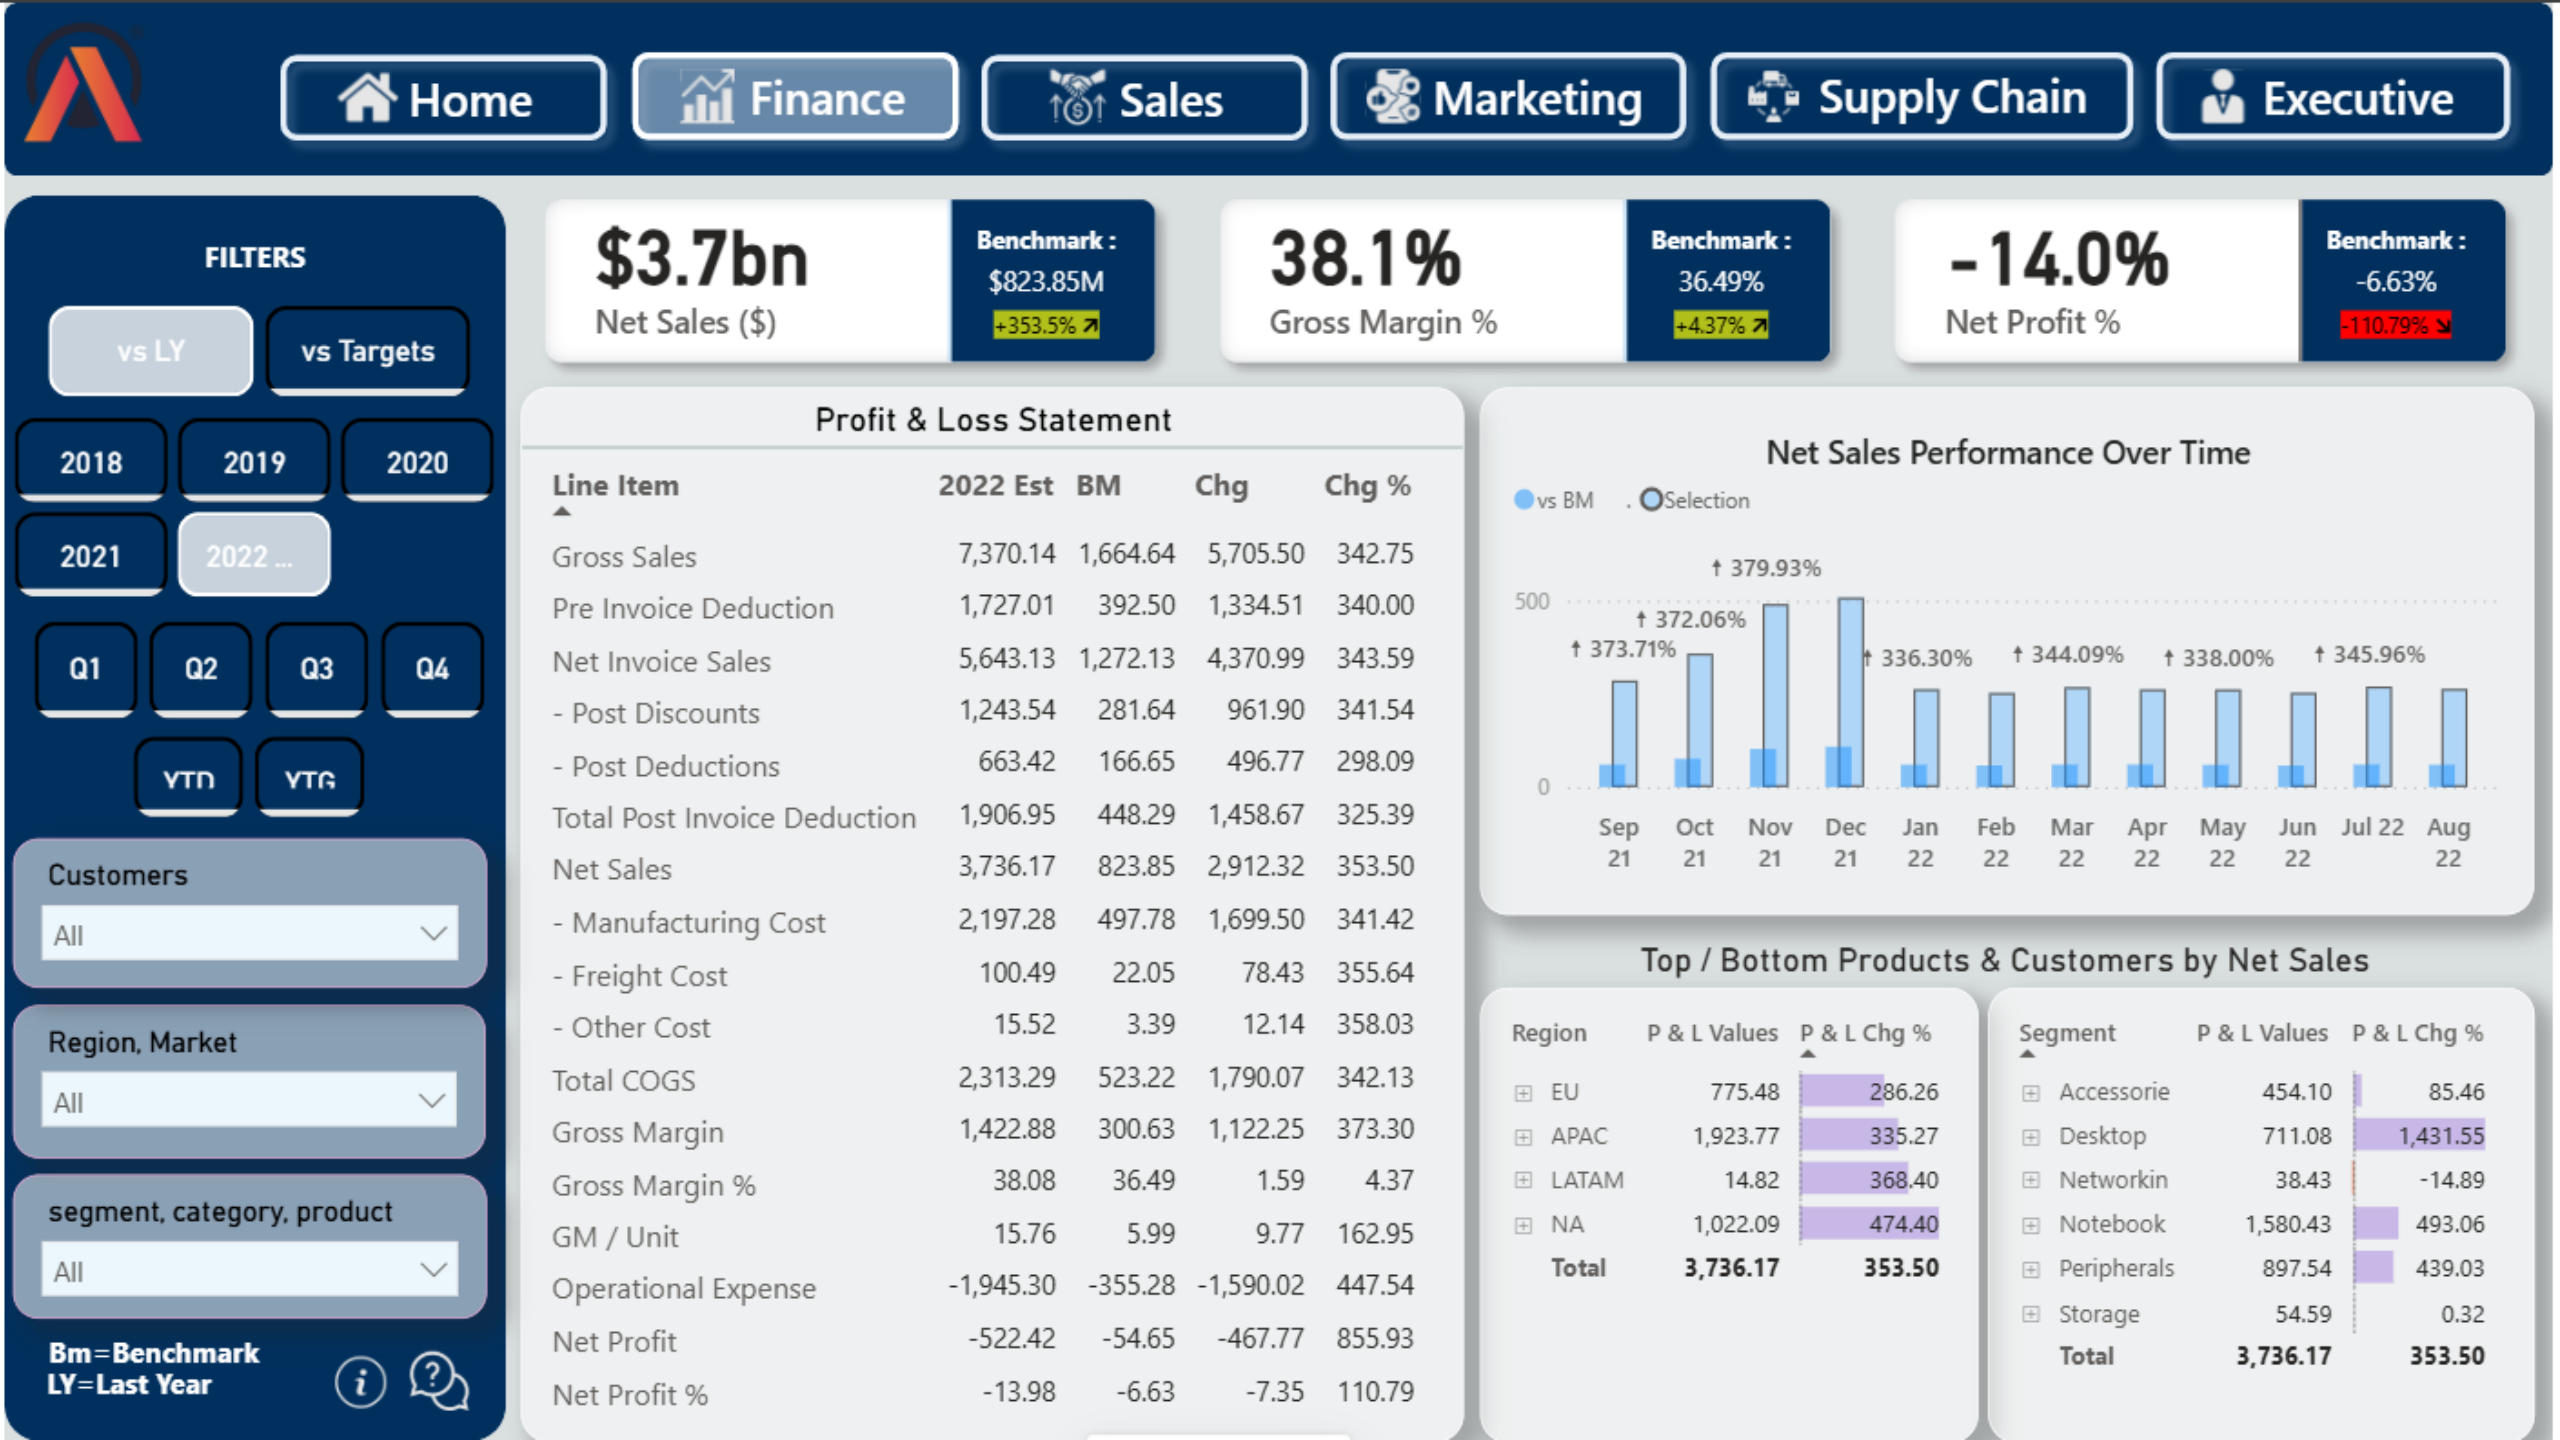 Home
Finance
Sales
Marketing
Supply Chain
Executive
FILTERS
vs LY
vs Targets
2018
2019
2020
2021
2022 ...
Q1
Q2
Q3
Q4
YTD
YTG
Customers
All
Region, Market
All
segment, category, product
All
Bm=Benchmark
LY=Last Year
$3.7bn
Net Sales ($)
Benchmark :
$823.85M
+353.5%
38.1%
Gross Margin %
Benchmark :
36.49%
+4.37%
-14.0%
Net Profit %
Benchmark :
-6.63%
-110.79%
Profit & Loss Statement
Line Item 2022 Est BM Chg Chg %
Gross Sales 7,370.14 1,664.64 5,705.50 342.75
Pre Invoice Deduction 1,727.01 392.50 1,334.51 340.00
Net Invoice Sales 5,643.13 1,272.13 4,370.99 343.59
- Post Discounts 1,243.54 281.64 961.90 341.54
- Post Deductions 663.42 166.65 496.77 298.09
Total Post Invoice Deduction 1,906.95 448.29 1,458.67 325.39
Net Sales 3,736.17 823.85 2,912.32 353.50
- Manufacturing Cost 2,197.28 497.78 1,699.50 341.42
- Freight Cost 100.49 22.05 78.43 355.64
- Other Cost 15.52 3.39 12.14 358.03
Total COGS 2,313.29 523.22 1,790.07 342.13
Gross Margin 1,422.88 300.63 1,122.25 373.30
Gross Margin % 38.08 36.49 1.59 4.37
GM / Unit 15.76 5.99 9.77 162.95
Operational Expense -1,945.30 -355.28 -1,590.02 447.54
Net Profit -522.42 -54.65 -467.77 855.93
Net Profit % -13.98 -6.63 -7.35 110.79
Net Sales Performance Over Time
vs BM . Selection
↑ 379.93%
500
↑ 372.06%
↑ 373.71% ↑ 336.30% ↑ 344.09% ↑ 338.00% ↑ 345.96%
0
Sep Oct Nov Dec Jan Feb Mar Apr May Jun Jul 22 Aug
21 21 21 21 22 22 22 22 22 22 22
Top / Bottom Products & Customers by Net Sales
Region P & L Values P & L Chg %
EU 775.48 286.26
APAC 1,923.77 335.27
LATAM 14.82 368.40
NA 1,022.09 474.40
Total 3,736.17 353.50
Segment P & L Values P & L Chg %
Accessorie 454.10 85.46
Desktop 711.08 1,431.55
Networkin 38.43 -14.89
Notebook 1,580.43 493.06
Peripherals 897.54 439.03
Storage 54.59 0.32
Total 3,736.17 353.50